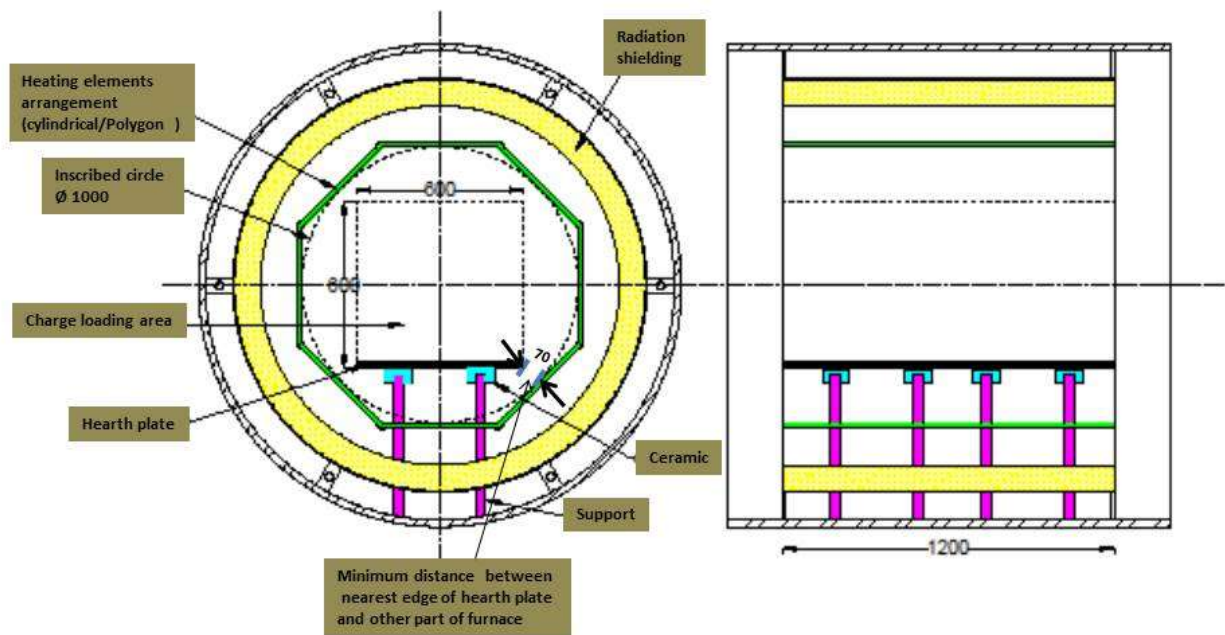 Radiation
shielding
Heating elements
arrangement
(cylindrical/Polygon )
Inscribed circle
Ø 1000
600
600
Charge loading area
70
Hearth plate
Ceramic
Support
Minimum distance between
nearest edge of hearth plate
and other part of furnace
1200